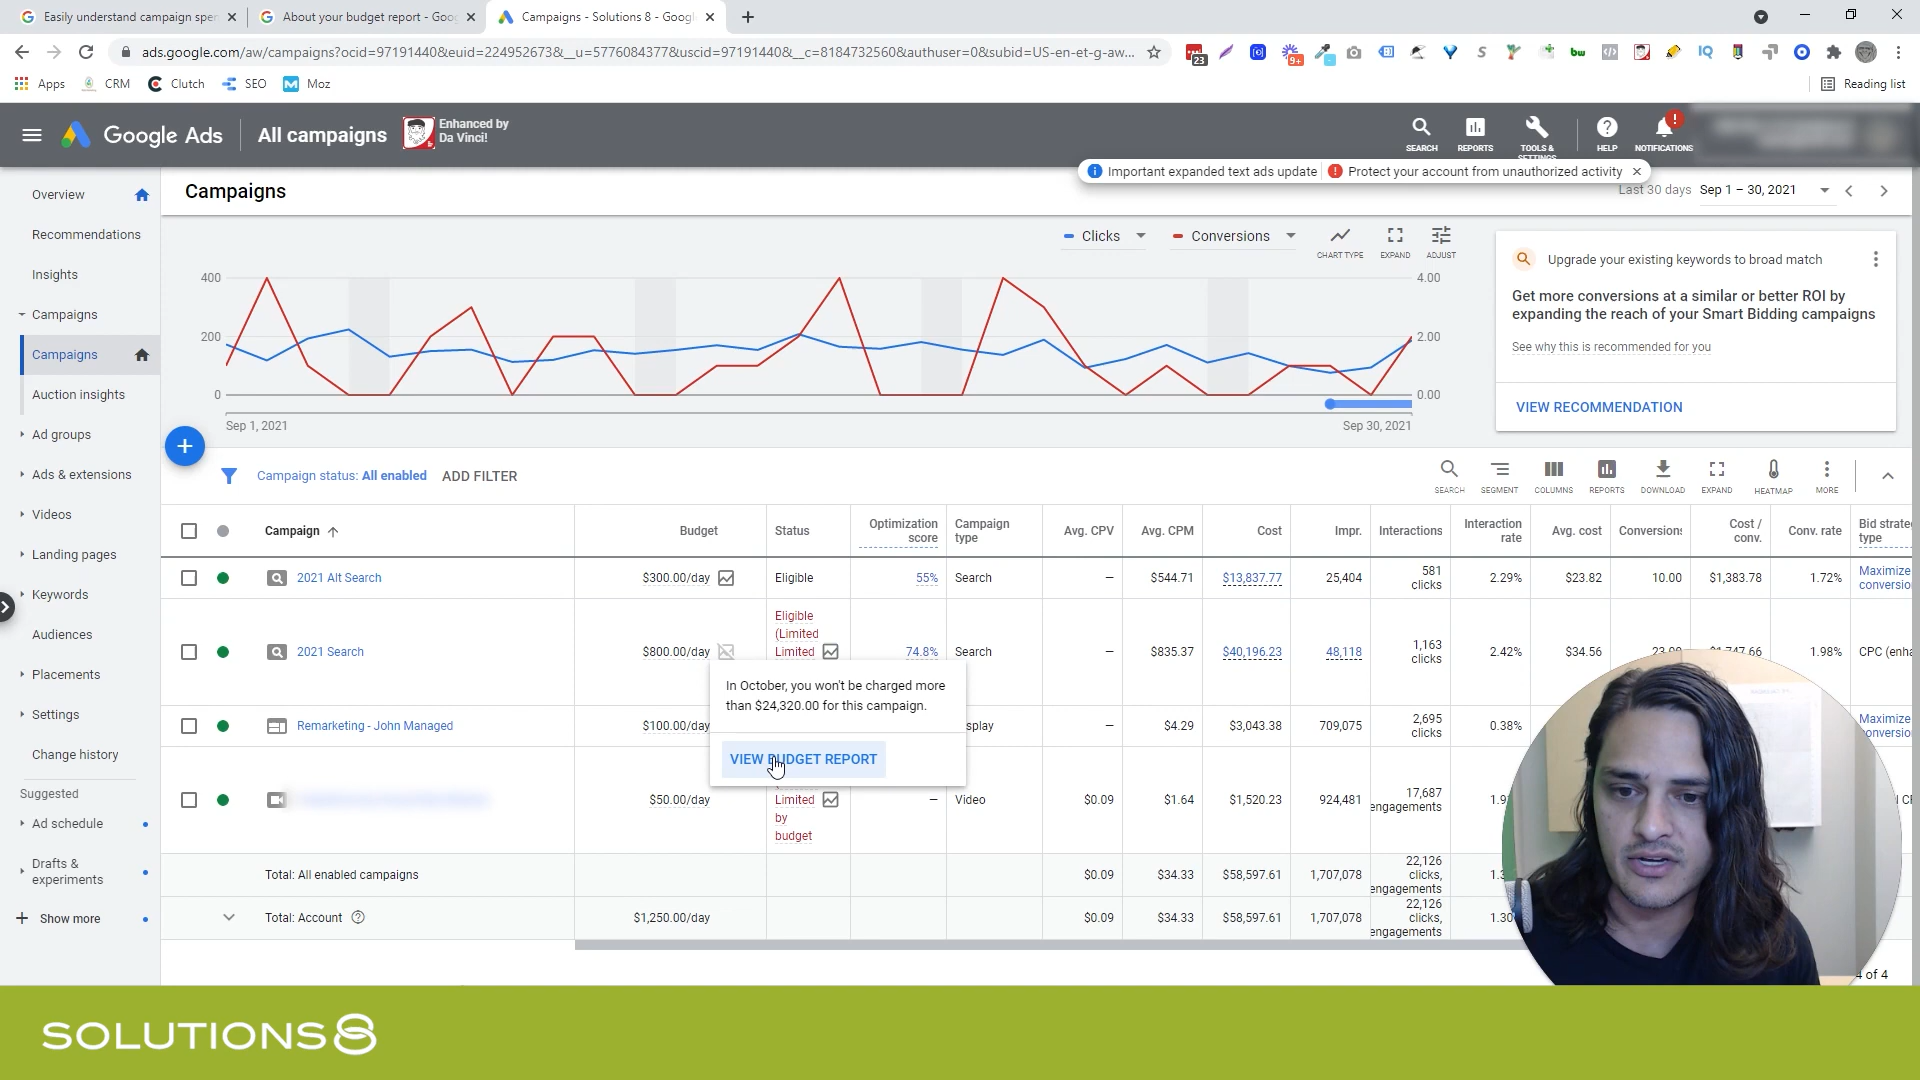 Easily understand campaign spen
About your budget report - Goog
Campaigns - Solutions 8 - Googl
ads.google.com/aw/campaigns?ocid=97191440&euid=224952673&__u=5776084377&uscid=97191440&__c=8184732560&authuser=0&subid=US-en-et-g-aw...
23
9+
bw
S
IQ
Apps
CRM
Clutch
SEO
Moz
Reading list
Google Ads
All campaigns
Enhanced by
Da Vinci!
SEARCH
REPORTS
TOOLS &
SETTINGS
HELP
NOTIFICATIONS
Important expanded text ads update
Protect your account from unauthorized activity
Overview
Recommendations
Insights
Campaigns
Campaigns
Auction insights
Ad groups
Ads & extensions
Videos
Landing pages
Keywords
Audiences
Placements
Settings
Change history
Suggested
Ad schedule
Drafts &
experiments
Show more
Campaigns
Last 30 days
Sep 1 – 30, 2021
Clicks
Conversions
CHART TYPE
EXPAND
ADJUST
400
200
0
4.00
2.00
0.00
Sep 1, 2021
Sep 30, 2021
Upgrade your existing keywords to broad match
Get more conversions at a similar or better ROI by
expanding the reach of your Smart Bidding campaigns
See why this is recommended for you
VIEW RECOMMENDATION
Campaign status: All enabled
ADD FILTER
SEARCH
SEGMENT
COLUMNS
REPORTS
DOWNLOAD
EXPAND
HEATMAP
MORE
Campaign
Budget
Status
Optimization
score
Campaign
type
Avg. CPV
Avg. CPM
Cost
Impr.
Interactions
Interaction
rate
Avg. cost
Conversions
Cost /
conv.
Conv. rate
Bid strate
type
2021 Alt Search
$300.00/day
Eligible
55%
Search
–
$544.71
$13,837.77
25,404
581
clicks
2.29%
$23.82
10.00
$1,383.78
1.72%
Maximize
conversio
2021 Search
$800.00/day
Eligible
(Limited
Limited
74.8%
Search
–
$835.37
$40,196.23
48,118
1,163
clicks
2.42%
$34.56
1.98%
CPC (enha
In October, you won't be charged more
than $24,320.00 for this campaign.
VIEW BUDGET REPORT
Remarketing - John Managed
$100.00/day
splay
–
$4.29
$3,043.38
709,075
2,695
clicks
0.38%
Maximize
conversio
$50.00/day
Limited
by
budget
–
Video
$0.09
$1.64
$1,520.23
924,481
17,687
engagements
Total: All enabled campaigns
$0.09
$34.33
$58,597.61
1,707,078
22,126
clicks,
engagements
Total: Account
$1,250.00/day
$0.09
$34.33
$58,597.61
1,707,078
22,126
clicks,
engagements
1.30
4 of 4
SOLUTIONS 8